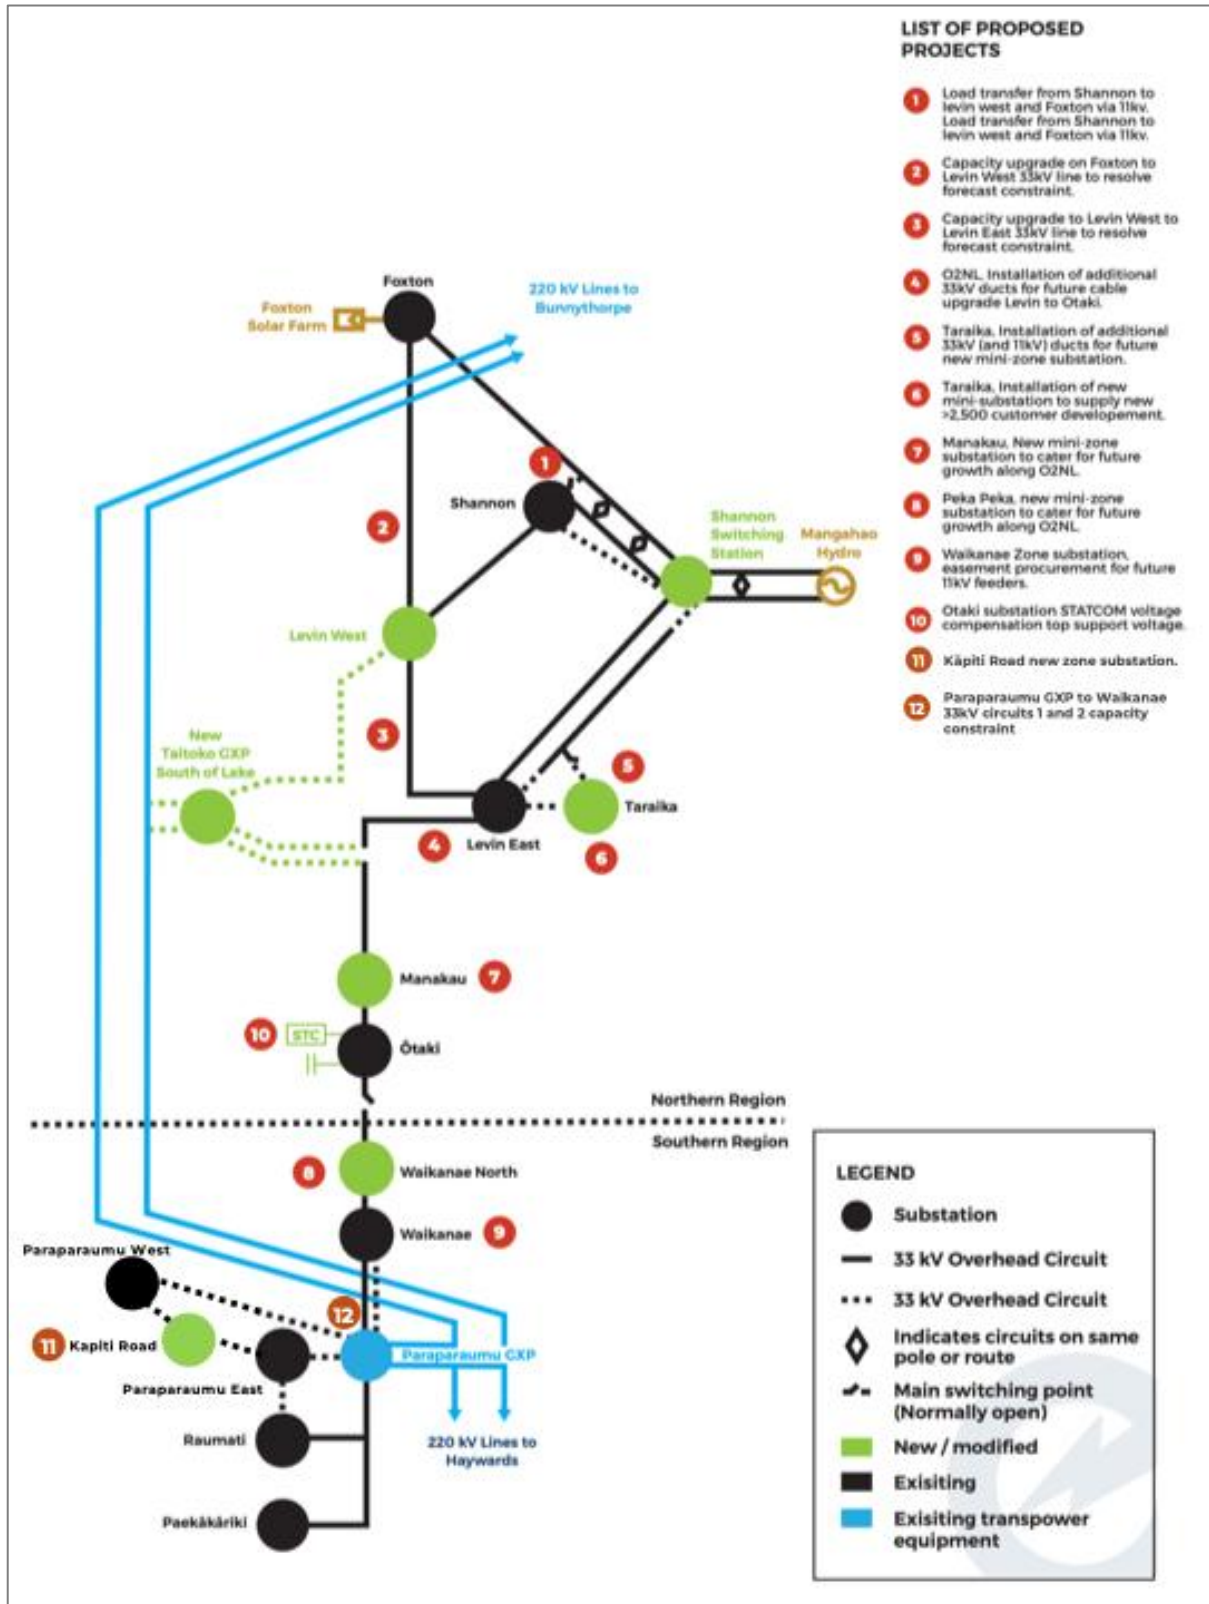 LIST OF PROPOSED
PROJECTS
1 Load transfer from Shannon to
levin west and Foxton via 11kv.
Load transfer from Shannon to
levin west and Foxton via 11kv.
2 Capacity upgrade on Foxton to
Levin West 33kV line to resolve
forecast constraint.
3 Capacity upgrade to Levin West to
Levin East 33kV line to resolve
forecast constraint.
4 O2NL, Installation of additional
33kV ducts for future cable
upgrade Levin to Otaki.
5 Taraika, Installation of additional
33kV (and 11kV) ducts for future
new mini-zone substation.
6 Taraika, Installation of new
mini-substation to supply new
>2,500 customer developement.
7 Manakau, New mini-zone
substation to cater for future
growth along O2NL.
8 Peka Peka, new mini-zone
substation to cater for future
growth along O2NL.
9 Waikanae Zone substation,
easement procurement for future
11kV feeders.
10 Otaki substation STATCOM voltage
compensation top support voltage.
11 Kāpiti Road new zone substation.
12 Paraparaumu GXP to Waikanae
33kV circuits 1 and 2 capacity
constraint
Foxton
Foxton
Solar Farm
220 kV Lines to
Bunnythorpe
1
Shannon
2
Shannon
Switching
Station
Mangahao
Hydro
Levin West
3
New
Taitoko GXP
South of Lake
5
Taraika
4
Levin East
6
Manakau
7
10
STC
Ōtaki
Northern Region
Southern Region
8
Waikanae North
Waikanae
9
Paraparaumu West
12
11
Kapiti Road
Paraparaumu GXP
Paraparaumu East
Raumati
220 kV Lines to
Haywards
Paekākāriki
LEGEND
Substation
33 kV Overhead Circuit
33 kV Overhead Circuit
Indicates circuits on same
pole or route
Main switching point
(Normally open)
New / modified
Exisiting
Exisiting transpower
equipment